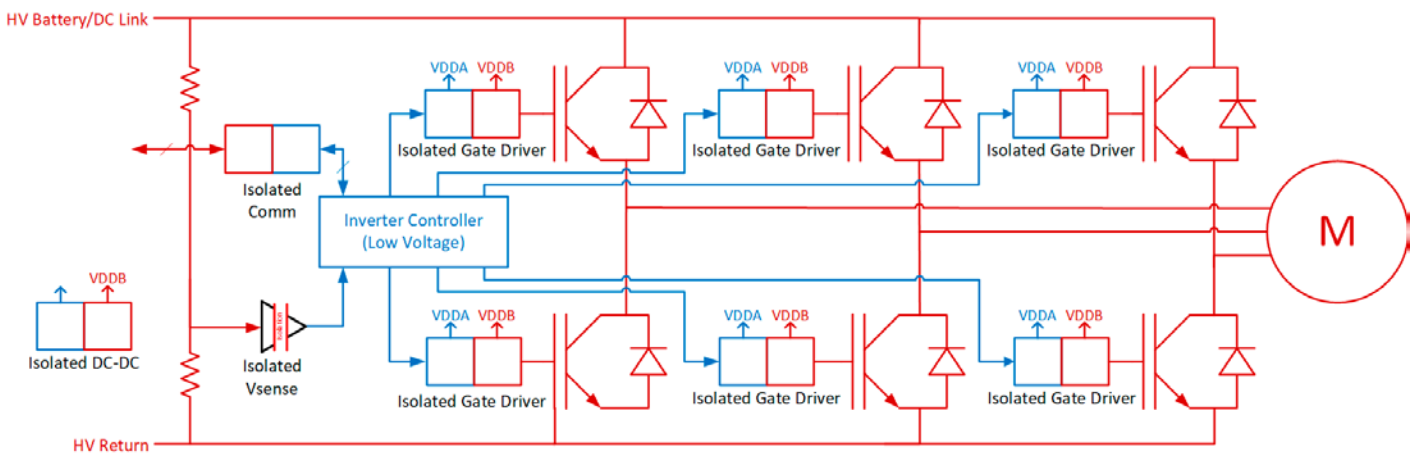 HV Battery/DC Link
VDDA VDDB
VDDA VDDB
VDDA VDDB
Isolated Gate Driver
Isolated Gate Driver
Isolated Gate Driver
Isolated
Comm
Inverter Controller
(Low Voltage)
M
VDDB
Isolated DC-DC
Isolation
Isolated
Vsense
VDDA VDDB
VDDA VDDB
VDDA VDDB
Isolated Gate Driver
Isolated Gate Driver
Isolated Gate Driver
HV Return